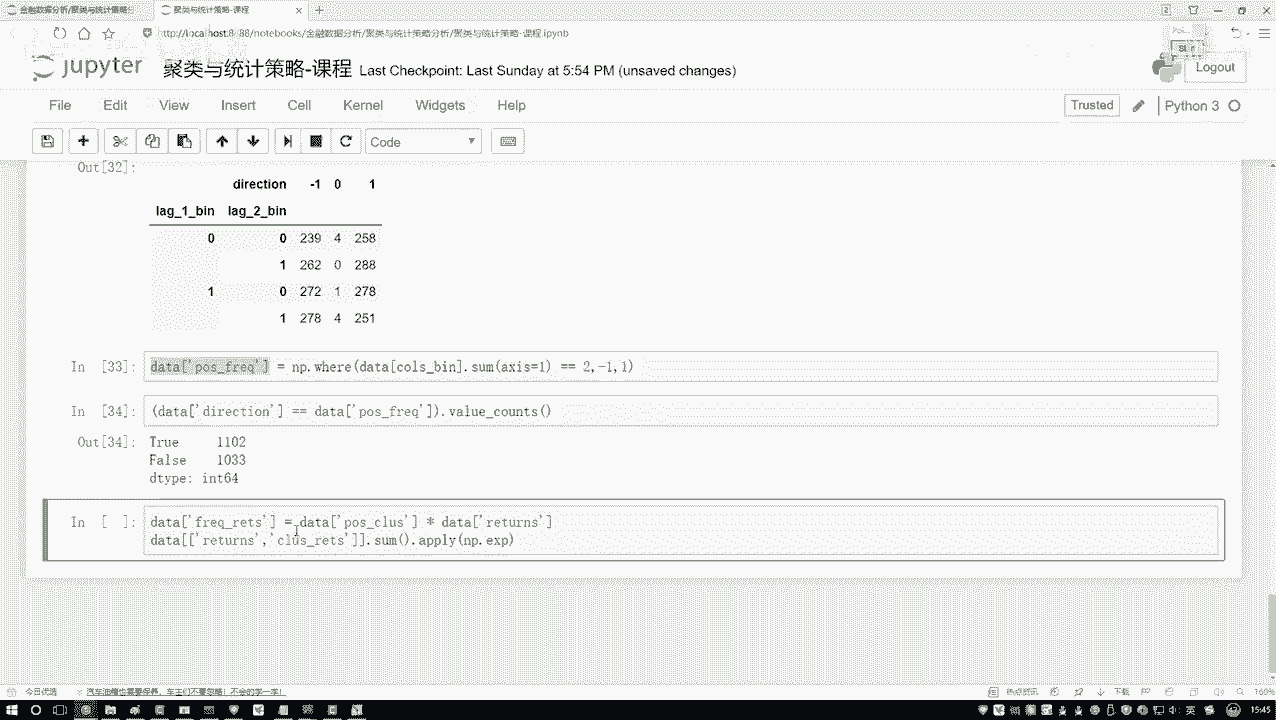 金融数据分析/聚类与统计策略
聚类与统计策略-课程
http://localhost:8888/notebooks/金融数据分析/聚类与统计策略分析/聚类与统计策略-课程.ipynb
jupyter 聚类与统计策略-课程 Last Checkpoint: Last Sunday at 5:54 PM (unsaved changes) Logout
File Edit View Insert Cell Kernel Widgets Help Trusted Python 3
Code
Out[32]:
direction -1 0 1
lag_1_bin lag_2_bin
0 0 239 4 258
1 262 0 288
1 0 272 1 278
1 278 4 251
In [33]: data['pos_freq'] = np.where(data[cols_bin].sum(axis=1) == 2,-1,1)
In [34]: (data['direction'] == data['pos_freq']).value_counts()
Out[34]: True 1102
False 1033
dtype: int64
In [ ]: data['freq_rets'] = data['pos_clus'] * data['returns']
data[['returns','clus_rets']].sum().apply(np.exp)
今日优选 汽车油箱也需要保养，车主们不要忽略！不会的学一学！ 热点资讯 下载 160%
英 15:45